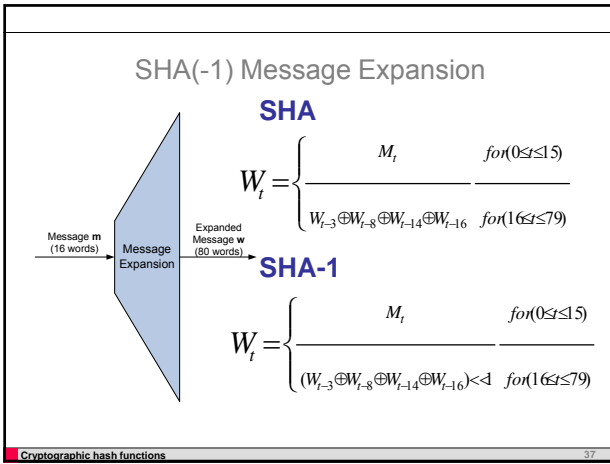 SHA(-1) Message Expansion
SHA
W_t = { M_t for(0≤t≤15)
W_{t-3}⊕W_{t-8}⊕W_{t-14}⊕W_{t-16} for(16≤t≤79)
Message m
(16 words)
Message
Expansion
Expanded
Message w
(80 words)
SHA-1
W_t = { M_t for(0≤t≤15)
(W_{t-3}⊕W_{t-8}⊕W_{t-14}⊕W_{t-16})<<1 for(16≤t≤79)
Cryptographic hash functions 37